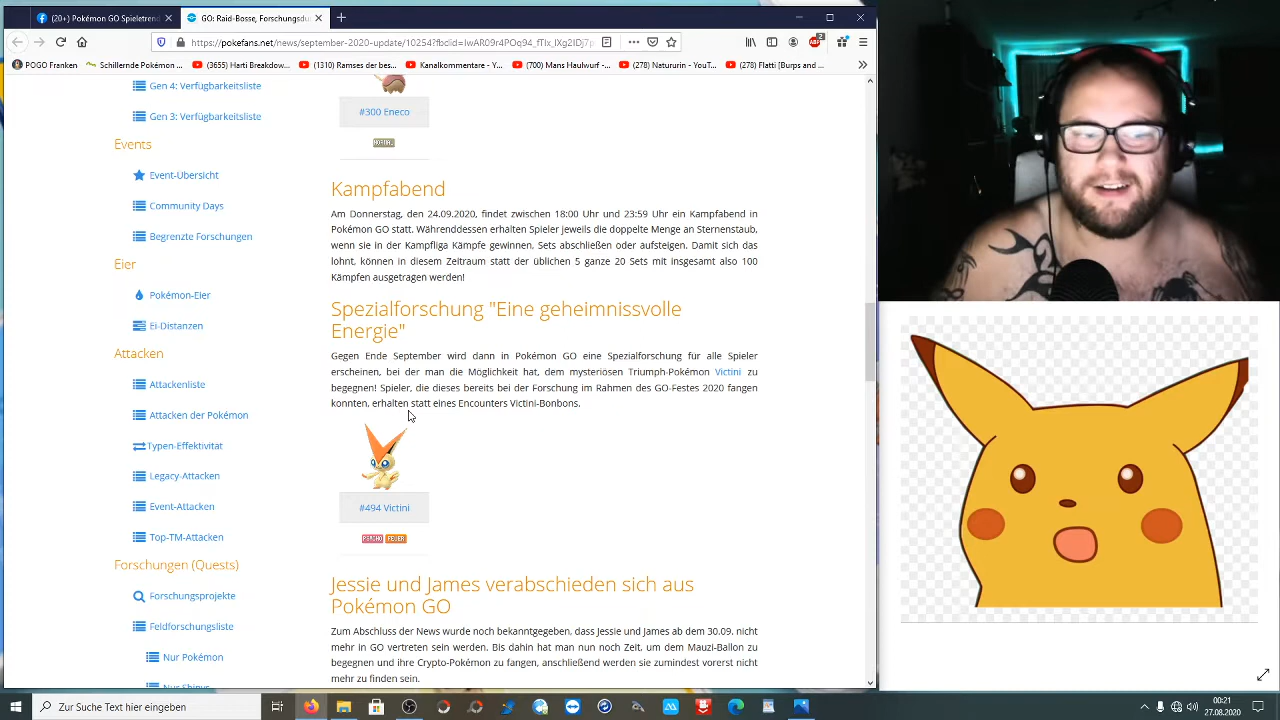 (20+) Pokémon GO Spieletrend
GO: Raid-Bosse, Forschungsdu
https://pokefans.net/news/september-2020-update/10254?fbclid=IwAR09r4POq94_fTlx_lXg2IDj7p
POGO Franken
Schillernde Pokémon ...
(3655) Harti Breakdow...
(1310) Ramses der bes...
Kanalkommentare - Y...
(700) Mans Haulwurf -...
(278) Natururin - YouT...
(278) Flatti [Burps and ...
Gen 4: Verfügbarkeitsliste
Gen 3: Verfügbarkeitsliste
Events
Event-Übersicht
Community Days
Begrenzte Forschungen
Eier
Pokémon-Eier
Ei-Distanzen
Attacken
Attackenliste
Attacken der Pokémon
Typen-Effektivität
Legacy-Attacken
Event-Attacken
Top-TM-Attacken
Forschungen (Quests)
Forschungsprojekte
Feldforschungsliste
Nur Pokémon
Nur Shinys
#300 Eneco
NORMAL
Kampfabend
Am Donnerstag, den 24.09.2020, findet zwischen 18:00 Uhr und 23:59 Uhr ein Kampfabend in
Pokémon GO statt. Währenddessen erhalten Spieler jeweils die doppelte Menge an Sternenstaub,
wenn sie in der Kampfliga Kämpfe gewinnen, Sets abschließen oder aufsteigen. Damit sich das
lohnt, können in diesem Zeitraum statt der üblichen 5 ganze 20 Sets mit insgesamt also 100
Kämpfen ausgetragen werden!
Spezialforschung "Eine geheimnissvolle
Energie"
Gegen Ende September wird dann in Pokémon GO eine Spezialforschung für alle Spieler
erscheinen, bei der man die Möglichkeit hat, dem mysteriösen Triumph-Pokémon Victini zu
begegnen! Spieler, die dieses bereits bei der Forschung im Rahmen des GO-Festes 2020 fangen
konnten, erhalten statt eines Encounters Victini-Bonbons.
#494 Victini
PSYCHO FEUER
Jessie und James verabschieden sich aus
Pokémon GO
Zum Abschluss der News wurde noch bekanntgegeben, dass Jessie und James ab dem 30.09. nicht
mehr in GO vertreten sein werden. Bis dahin hat man nun noch Zeit, um dem Mauzi-Ballon zu
begegnen und ihre Crypto-Pokémon zu fangen, anschließend werden sie zumindest vorerst nicht
mehr zu finden sein.
Zur Suche Text hier eingeben
00:21
27.08.2020